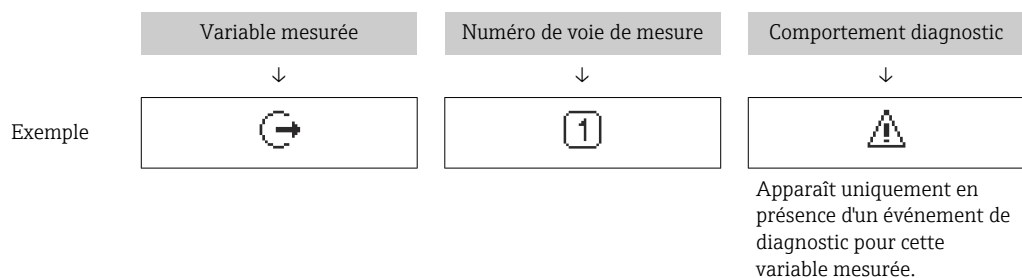 Variable mesurée
Numéro de voie de mesure
Comportement diagnostic
↓ ↓ ↓
Exemple
1
Apparaît uniquement en
présence d'un événement de
diagnostic pour cette
variable mesurée.